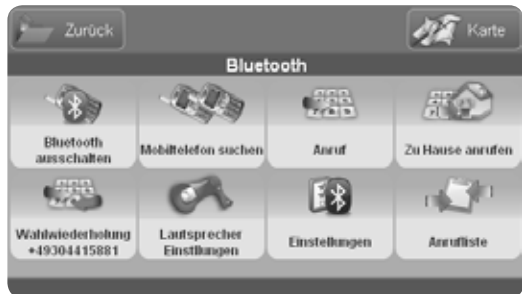 Zurück
Karte
Bluetooth
Bluetooth
ausschalten
Mobiltelefon suchen
Anruf
Zu Hause anrufen
Wahlwiederholung
+49304415881
Lautsprecher
Einstllungen
Einstellungen
Anrufliste